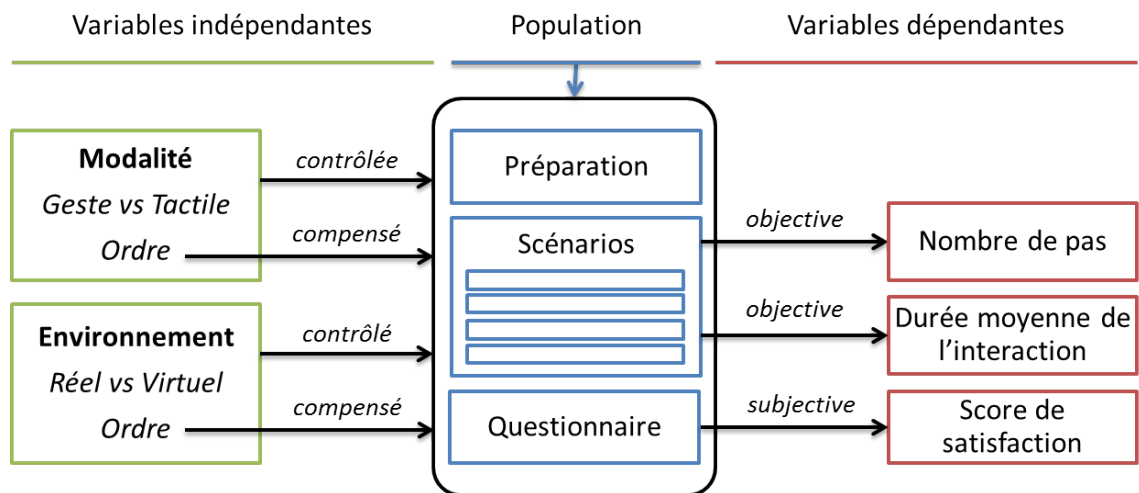 Variables indépendantes
Population
Variables dépendantes
Modalité
Geste vs Tactile
Ordre
contrôlée
compensé
Environnement
Réel vs Virtuel
Ordre
contrôlé
compensé
Préparation
Scénarios
Questionnaire
objective
objective
subjective
Nombre de pas
Durée moyenne de
l’interaction
Score de
satisfaction